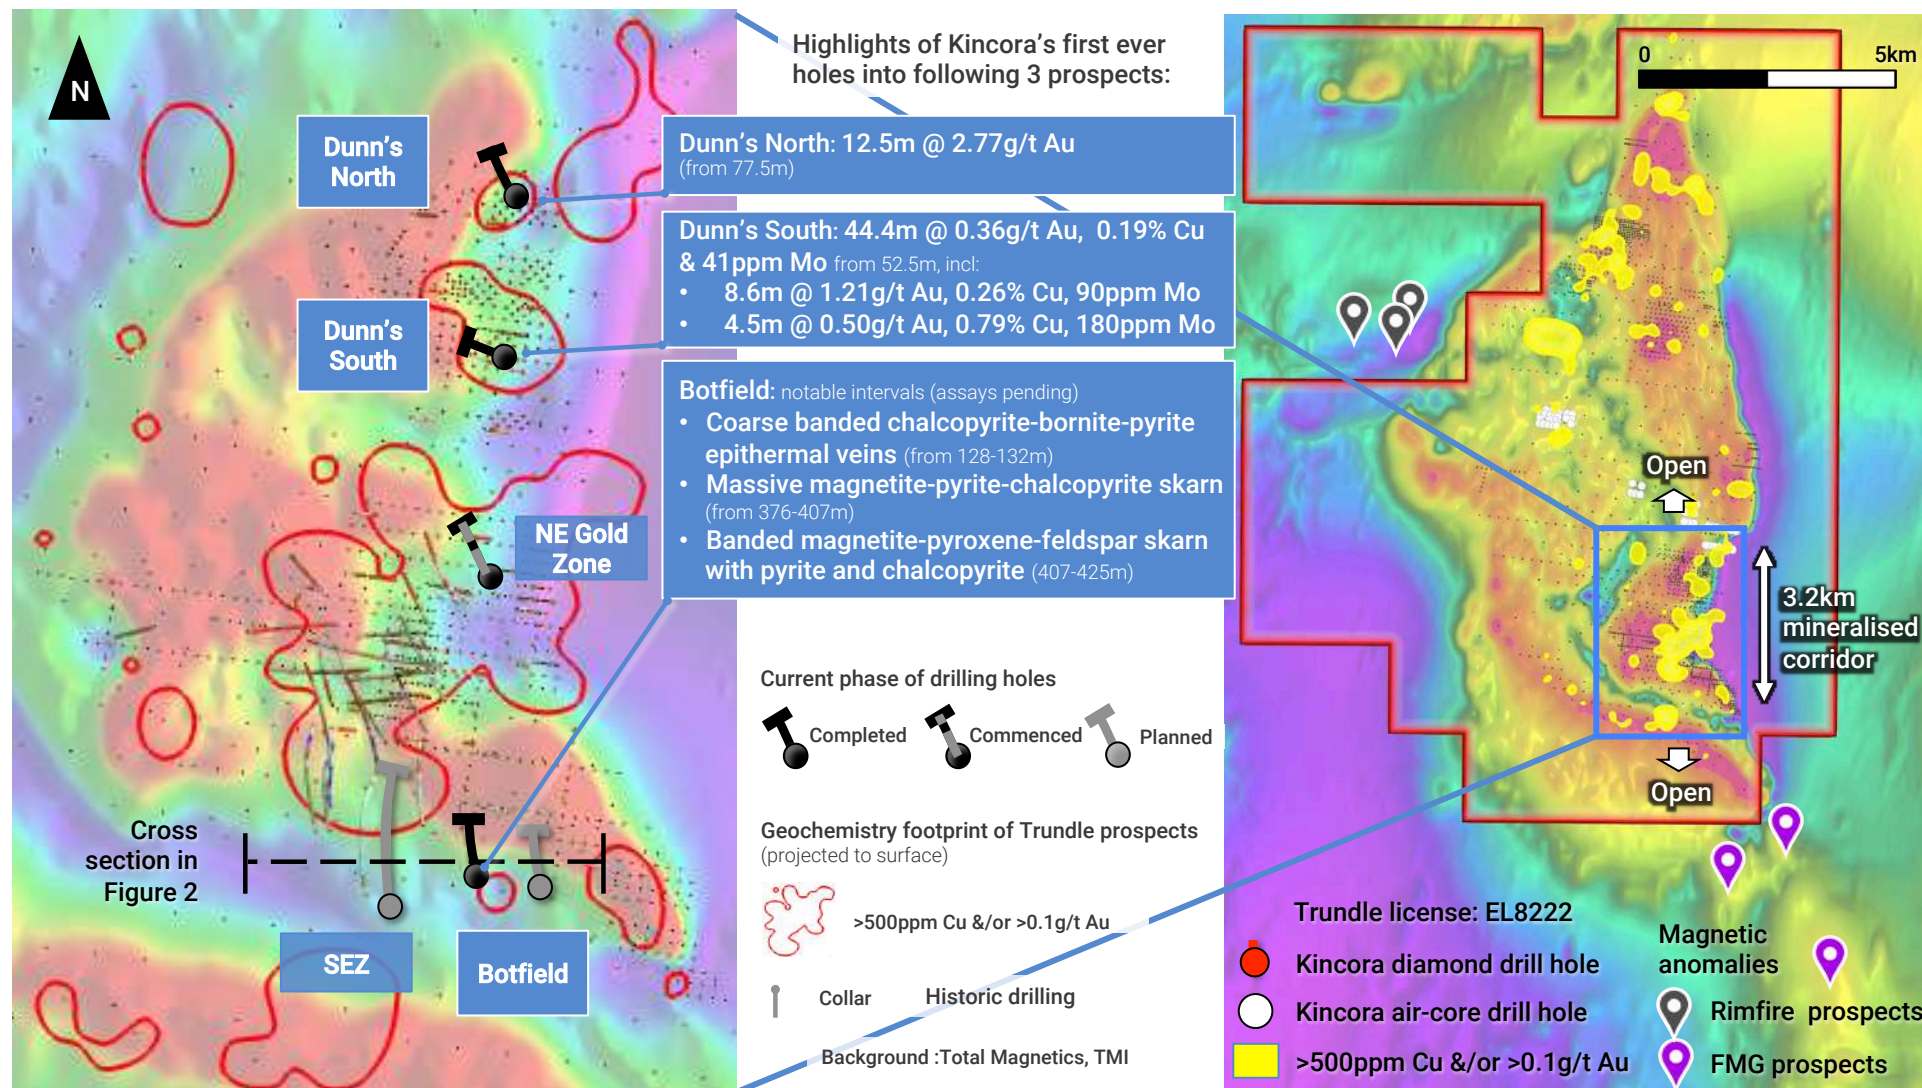 N
Highlights of Kincora's first ever
holes into following 3 prospects:
Dunn's
North
Dunn's North: 12.5m @ 2.77g/t Au
(from 77.5m)
Dunn's
South
Dunn's South: 44.4m @ 0.36g/t Au, 0.19% Cu
& 41ppm Mo from 52.5m, incl:
• 8.6m @ 1.21g/t Au, 0.26% Cu, 90ppm Mo
• 4.5m @ 0.50g/t Au, 0.79% Cu, 180ppm Mo
Botfield: notable intervals (assays pending)
• Coarse banded chalcopyrite-bornite-pyrite
epithermal veins (from 128-132m)
• Massive magnetite-pyrite-chalcopyrite skarn
(from 376-407m)
• Banded magnetite-pyroxene-feldspar skarn
with pyrite and chalcopyrite (407-425m)
NE Gold
Zone
Cross
section in
Figure 2
SEZ
Botfield
Current phase of drilling holes
Completed
Commenced
Planned
Geochemistry footprint of Trundle prospects
(projected to surface)
>500ppm Cu &/or >0.1g/t Au
Collar
Historic drilling
Background :Total Magnetics, TMI
0
5km
Open
3.2km
mineralised
corridor
Open
Trundle license: EL8222
Kincora diamond drill hole
Kincora air-core drill hole
>500ppm Cu &/or >0.1g/t Au
Magnetic
anomalies
Rimfire prospects
FMG prospects